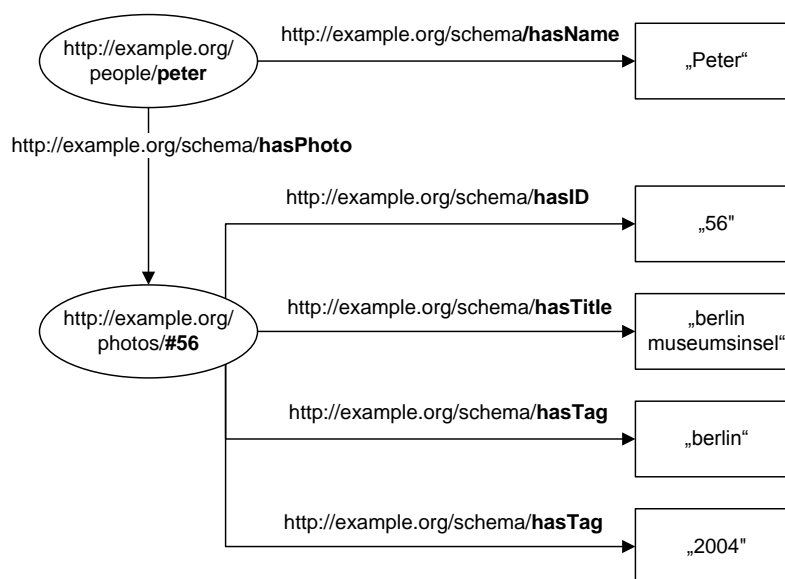 http://example.org/
people/peter
http://example.org/schema/hasName
„Peter“
http://example.org/schema/hasPhoto
http://example.org/schema/hasID
„56"
http://example.org/
photos/#56
http://example.org/schema/hasTitle
„berlin
museumsinsel“
http://example.org/schema/hasTag
„berlin“
http://example.org/schema/hasTag
„2004"